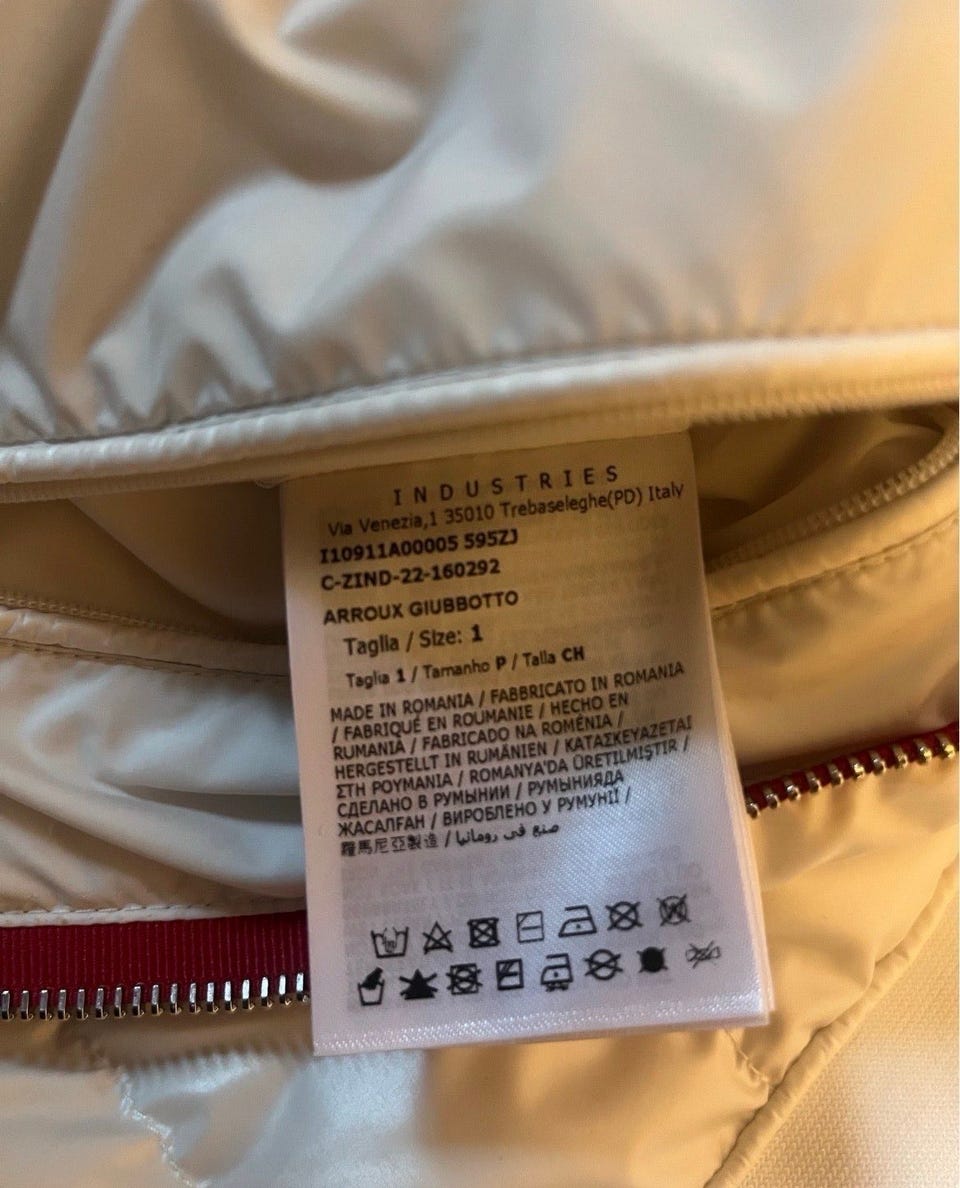 INDUSTRIES
Via Venezia,1 35010 Trebaseleghe(PD) Italy
I10911A00005 595ZJ
C-ZIND-22-160292
ARROUX GIUBBOTTO
Taglia / Size: 1
Taglia 1 / Tamanho P / Talla CH
MADE IN ROMANIA / FABBRICATO IN ROMANIA
/ FABRIQUÉ EN ROUMANIE / HECHO EN
RUMANIA / FABRICADO NA ROMÉNIA /
HERGESTELLT IN RUMÄNIEN / ΚΑΤΑΣΚΕΥΑΖΕΤΑΙ
ΣΤΗ ΡΟΥΜΑΝΙΑ / ROMANYA'DA ÜRETILMIŞTIR /
СДЕЛАНО В РУМЫНИИ / РУМЫНИЯДА
ЖАСАЛҒАН / ВИРОБЛЕНО У РУМУНІЇ /
羅馬尼亞製造 / صنع في رومانيا